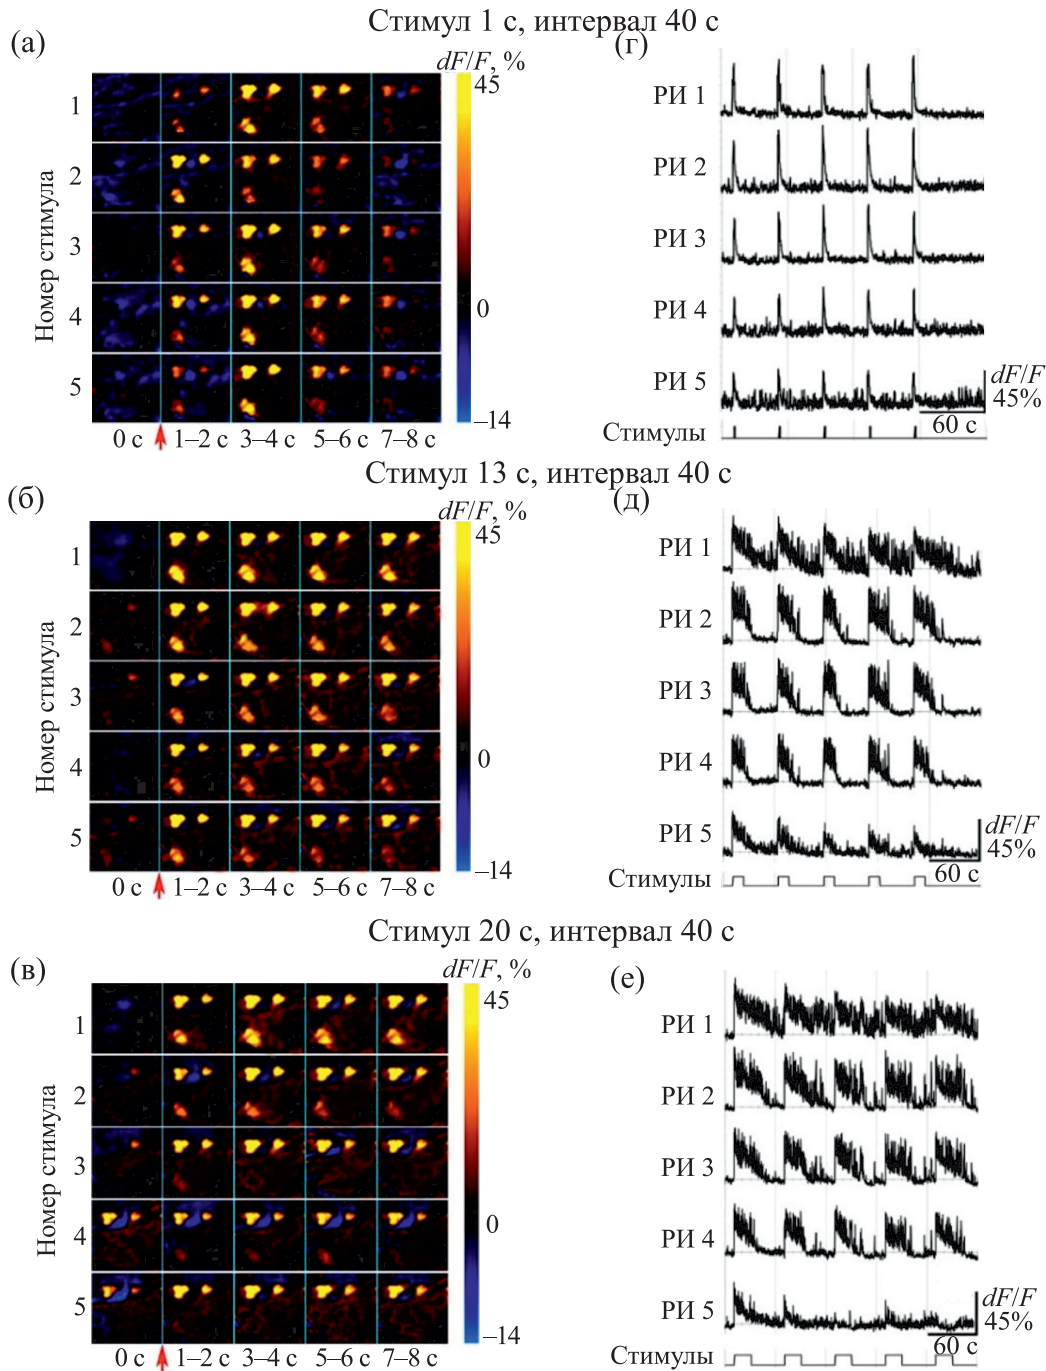 Стимул 1 с, интервал 40 с
(а)
dF/F, %
45
0
–14
Номер стимула
1
2
3
4
5
0 с
1–2 с
3–4 с
5–6 с
7–8 с
(г)
РИ 1
РИ 2
РИ 3
РИ 4
РИ 5
dF/F
45%
60 с
Стимулы
Стимул 13 с, интервал 40 с
(б)
dF/F, %
45
0
–14
Номер стимула
1
2
3
4
5
0 с
1–2 с
3–4 с
5–6 с
7–8 с
(д)
РИ 1
РИ 2
РИ 3
РИ 4
РИ 5
dF/F
45%
60 с
Стимулы
Стимул 20 с, интервал 40 с
(в)
dF/F, %
45
0
–14
Номер стимула
1
2
3
4
5
0 с
1–2 с
3–4 с
5–6 с
7–8 с
(е)
РИ 1
РИ 2
РИ 3
РИ 4
РИ 5
dF/F
45%
60 с
Стимулы